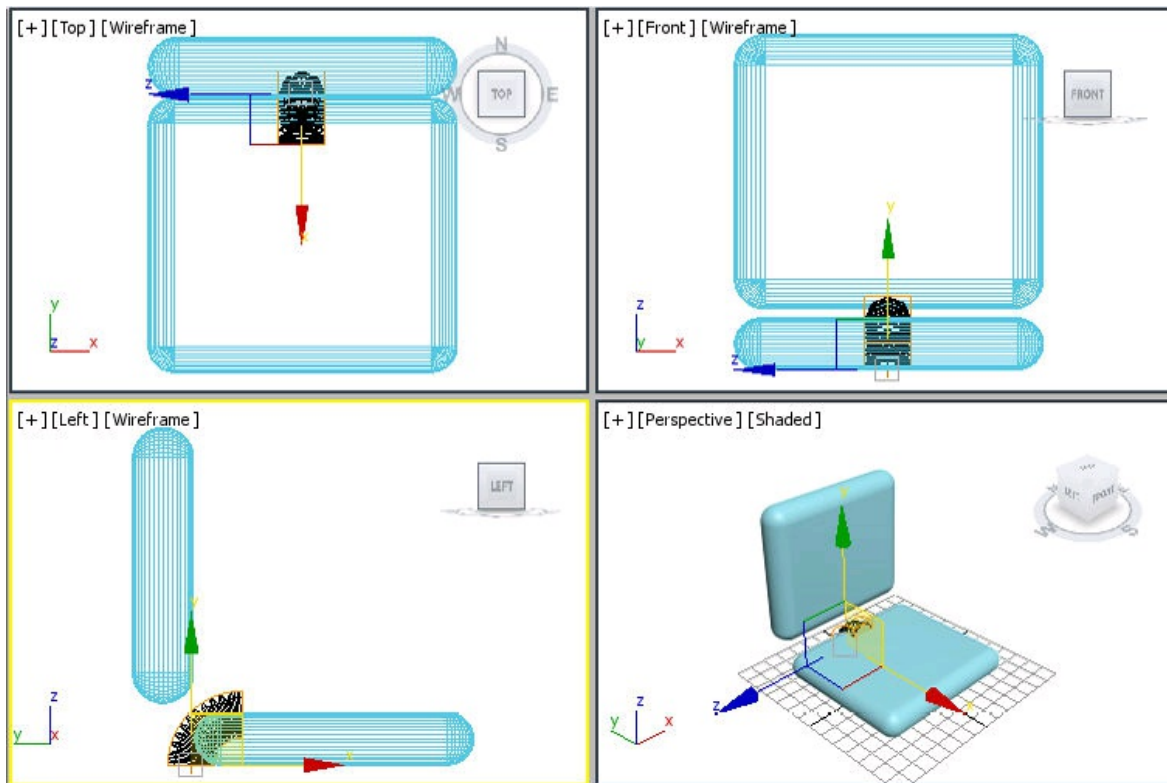 [+] [Top] [Wireframe]
N
z
W TOP E
S
x
y
z x
[+] [Front] [Wireframe]
FRONT
y
z
z
y x
[+] [Left] [Wireframe]
LEFT
y
z
y x
x
[+] [Perspective] [Shaded]
W S
y
z x
z
y x